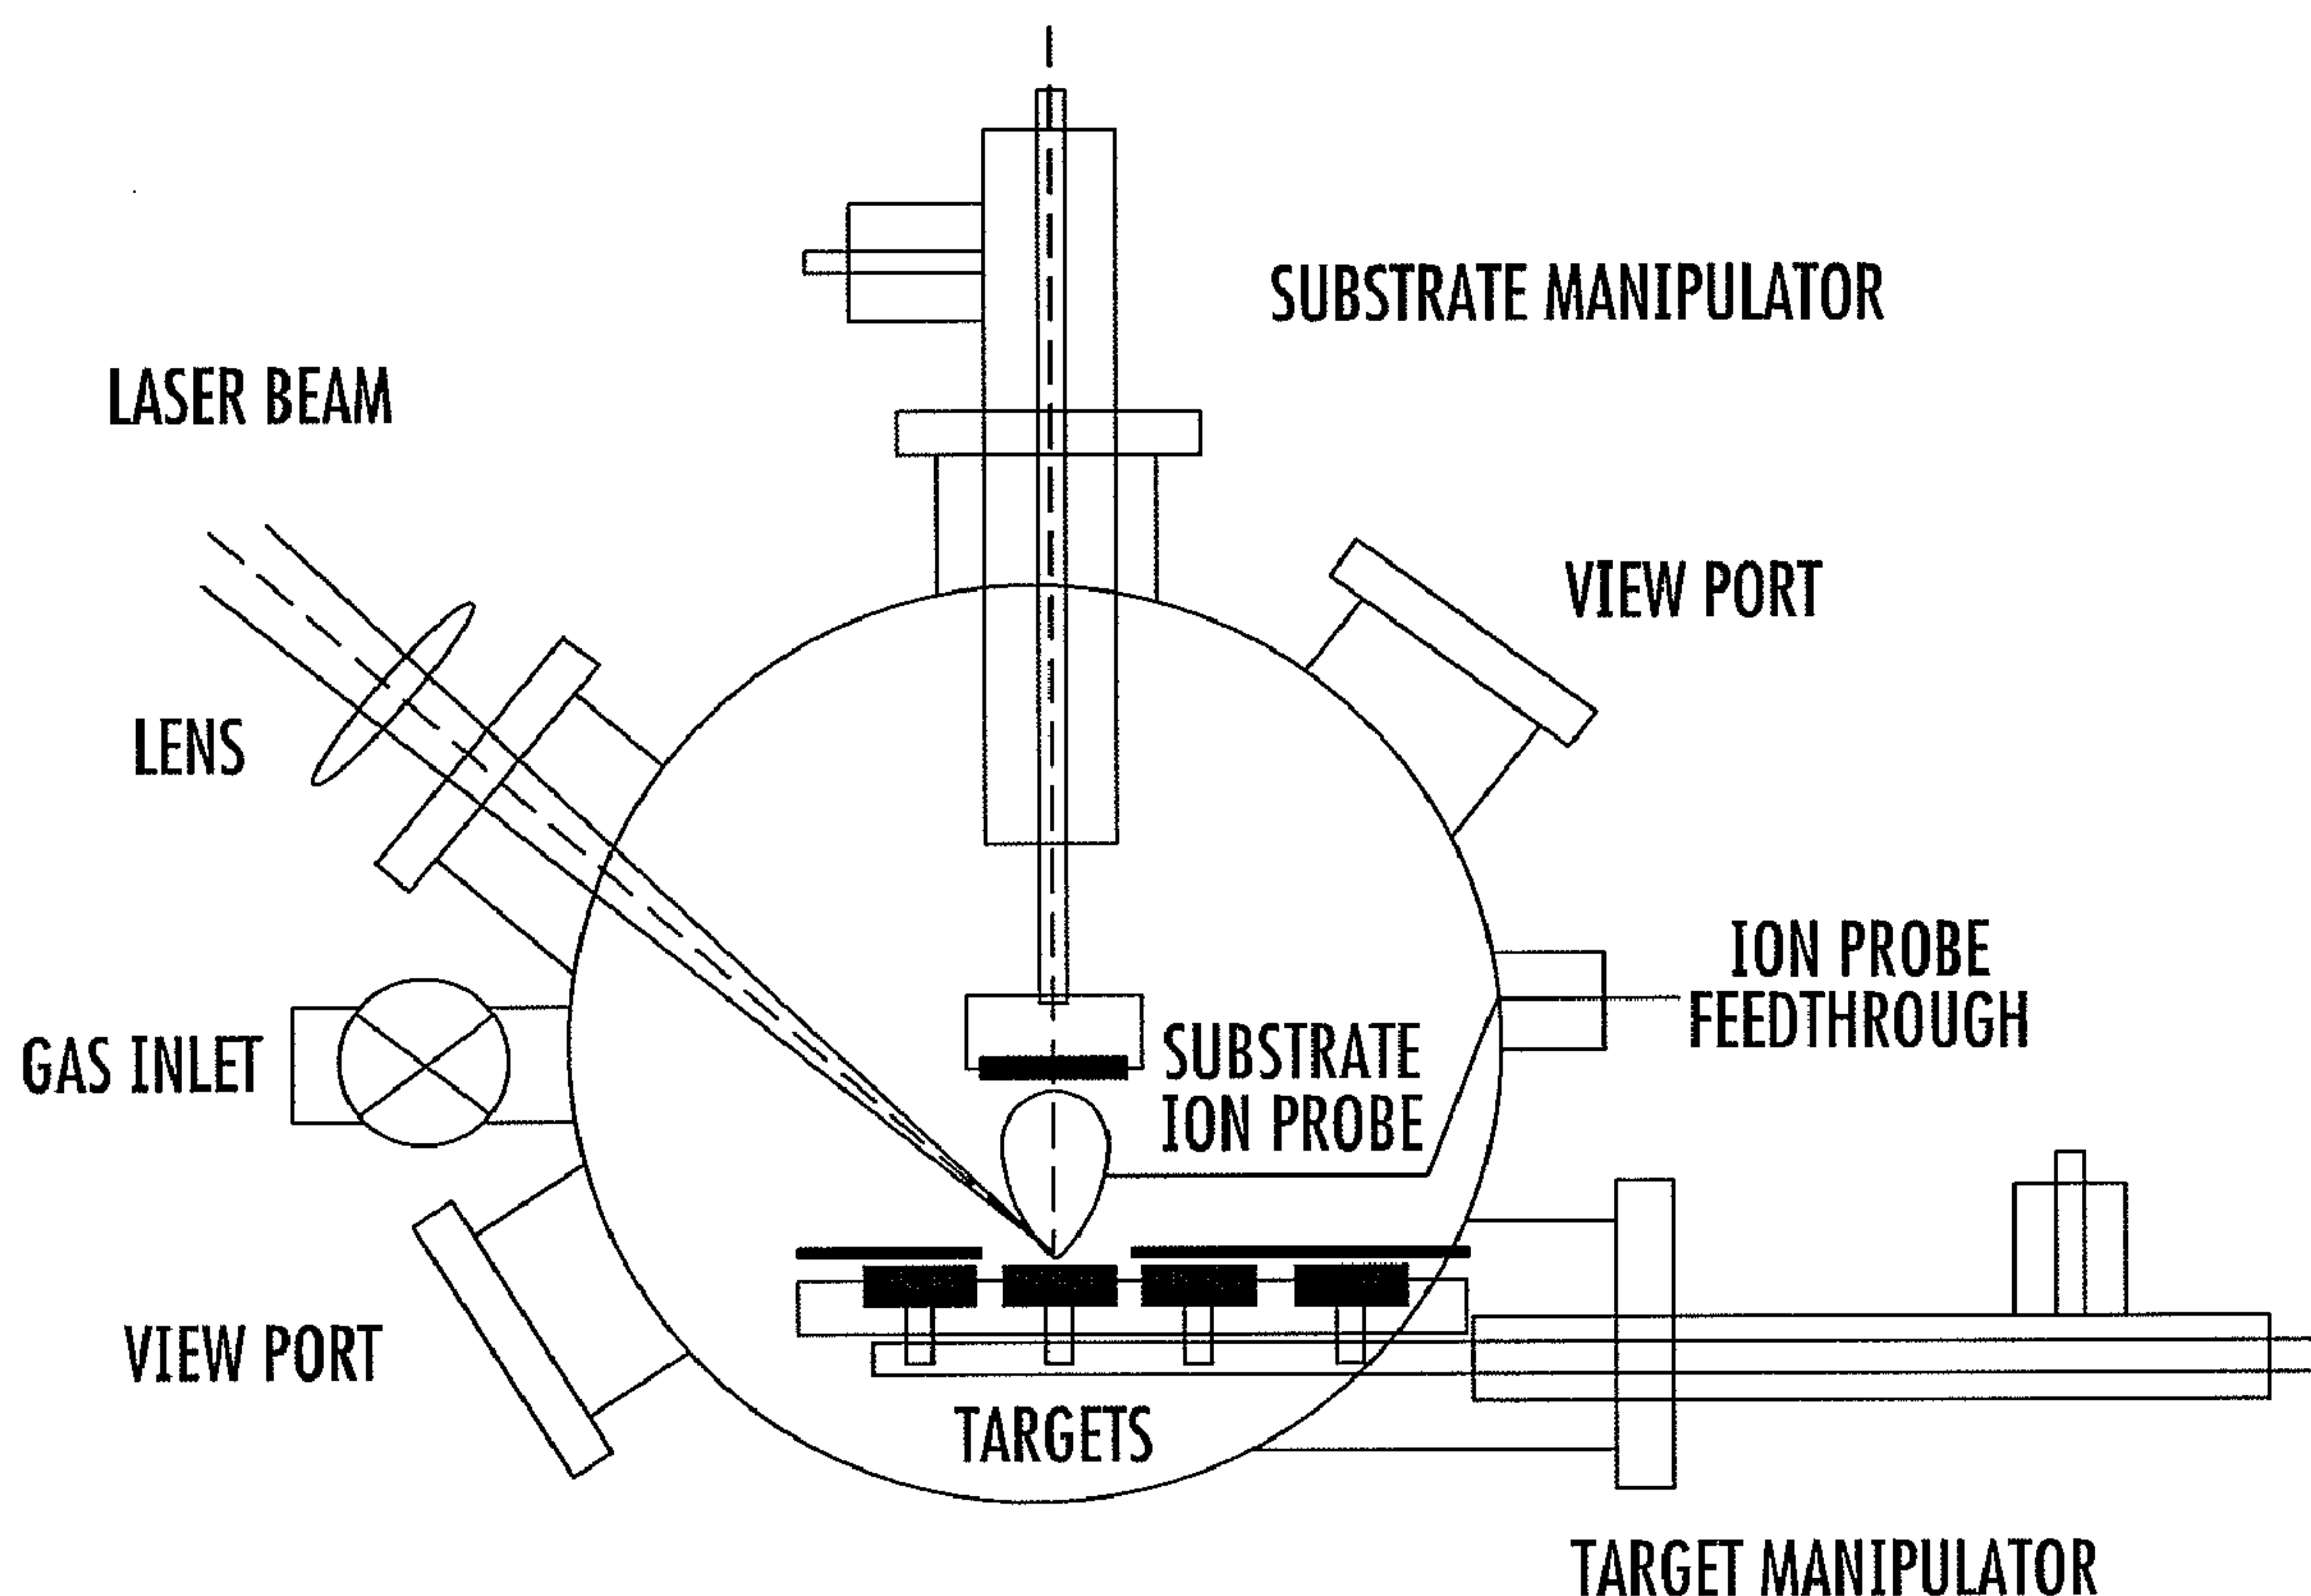 SUBSTRATE MANIPULATOR
LASER BEAM
VIEW PORT
LENS
ION PROBE
FEEDTHROUGH
SUBSTRATE
GAS INLET
ION PROBE
VIEW PORT
TARGETS
TARGET MANIPULATOR